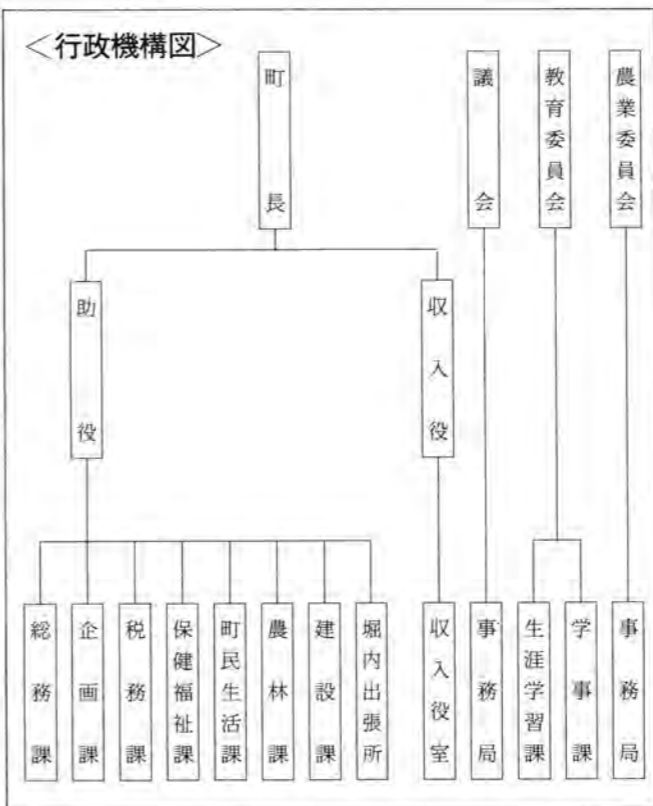 ＜行政機構図＞
町長
議会
教育委員会
農業委員会
助役
収入役
総務課
企画課
税務課
保健福祉課
町民生活課
農林課
建設課
堀内出張所
収入役室
事務局
生涯学習課
学事課
事務局